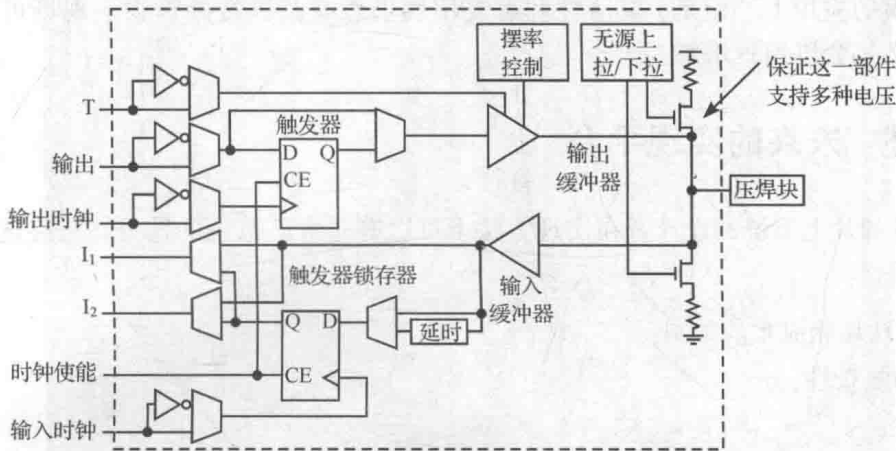 摆率
控制
无源上
拉/下拉
保证这一部件
支持多种电压
T
触发器
输出
D
Q
CE
输出
缓冲器
压焊块
输出时钟
I₁
触发器锁存器
输入
缓冲器
I₂
Q
D
延时
时钟使能
CE
输入时钟